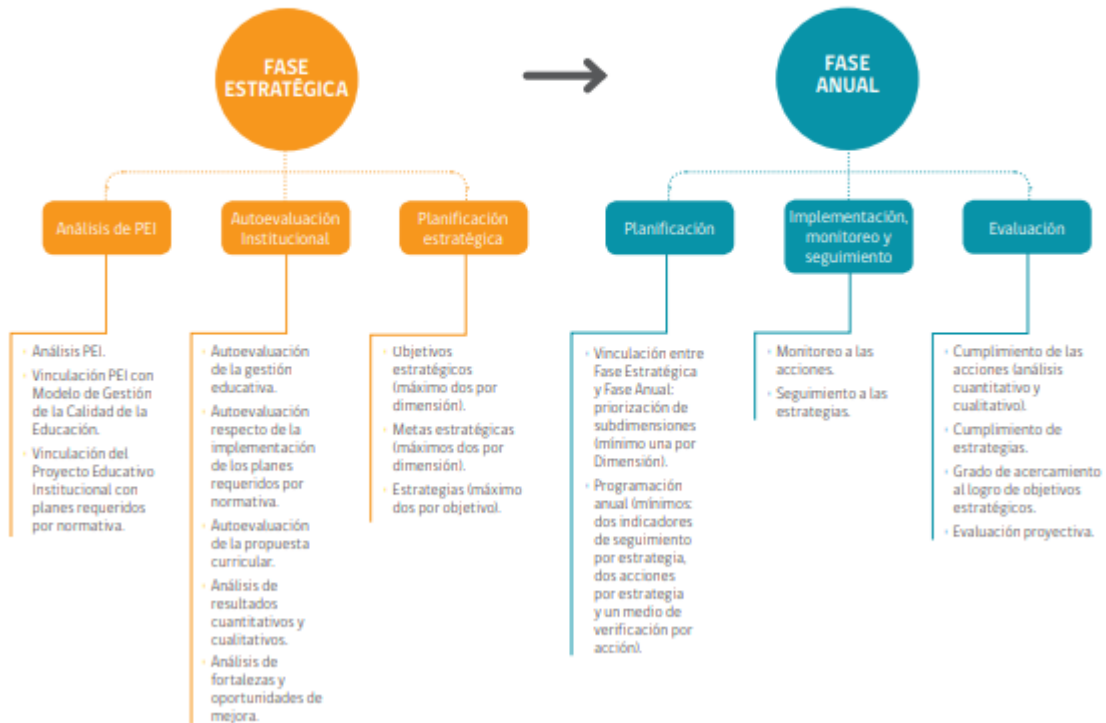 FASE
ESTRATÉGICA
FASE
ANUAL
Análisis de PEI
Autoevaluación
Institucional
Planificación
estratégica
Planificación
Implementación,
monitoreo y
seguimiento
Evaluación
Análisis PEI.
Vinculación PEI con
Modelo de Gestión
de la Calidad de la
Educación.
Vinculación del
Proyecto Educativo
Institucional con
planes requeridos
por normativa.
Autoevaluación
de la gestión
educativa.
Autoevaluación
respecto de la
implementación
de los planes
requeridos por
normativa.
Autoevaluación
de la propuesta
curricular.
Análisis de
resultados
cuantitativos y
cualitativos.
Análisis de
fortalezas y
oportunidades de
mejora.
Objetivos
estratégicos
(máximo dos por
dimensión).
Metas estratégicas
(máximos dos por
dimensión).
Estrategias (máximo
dos por objetivo).
Vinculación entre
Fase Estratégica
y Fase Anual:
priorización de
subdimensiones
(mínimo una por
Dimensión).
Programación
anual (mínimos:
dos indicadores
de seguimiento
por estrategia,
dos acciones
por estrategia
y un medio de
verificación por
acción).
Monitoreo a las
acciones.
Seguimiento a las
estrategias.
Cumplimiento de las
acciones (análisis
cuantitativo y
cualitativo).
Cumplimiento de
estrategias.
Grado de acercamiento
al logro de objetivos
estratégicos.
Evaluación proyectiva.